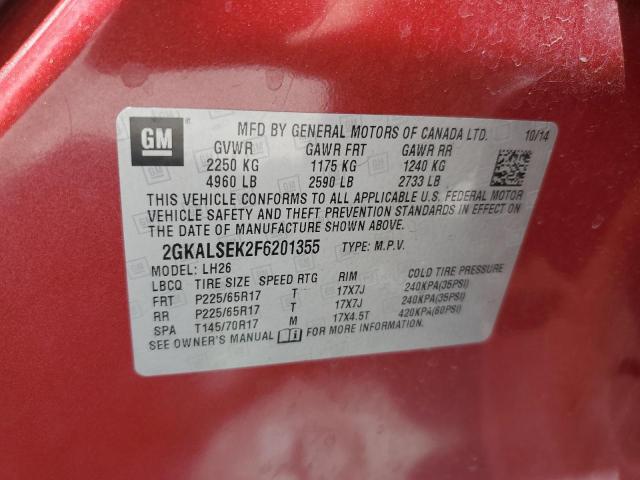 GM
MFD BY GENERAL MOTORS OF CANADA LTD. 10/14
GVWR GAWR FRT GAWR RR
2250 KG 1175 KG 1240 KG
4960 LB 2590 LB 2733 LB
THIS VEHICLE CONFORMS TO ALL APPLICABLE U.S. FEDERAL MOTOR
VEHICLE SAFETY AND THEFT PREVENTION STANDARDS IN EFFECT ON
THE DATE OF MANUFACTURE SHOWN ABOVE.
2GKALSEK2F6201355 TYPE: M.P.V.
MODEL: LH26
LBCQ TIRE SIZE SPEED RTG RIM COLD TIRE PRESSURE
FRT P225/65R17 T 17X7J 240KPA(35PSI)
RR P225/65R17 T 17X7J 240KPA(35PSI)
SPA T145/70R17 M 17X4.5T 420KPA(60PSI)
SEE OWNER'S MANUAL FOR MORE INFORMATION.